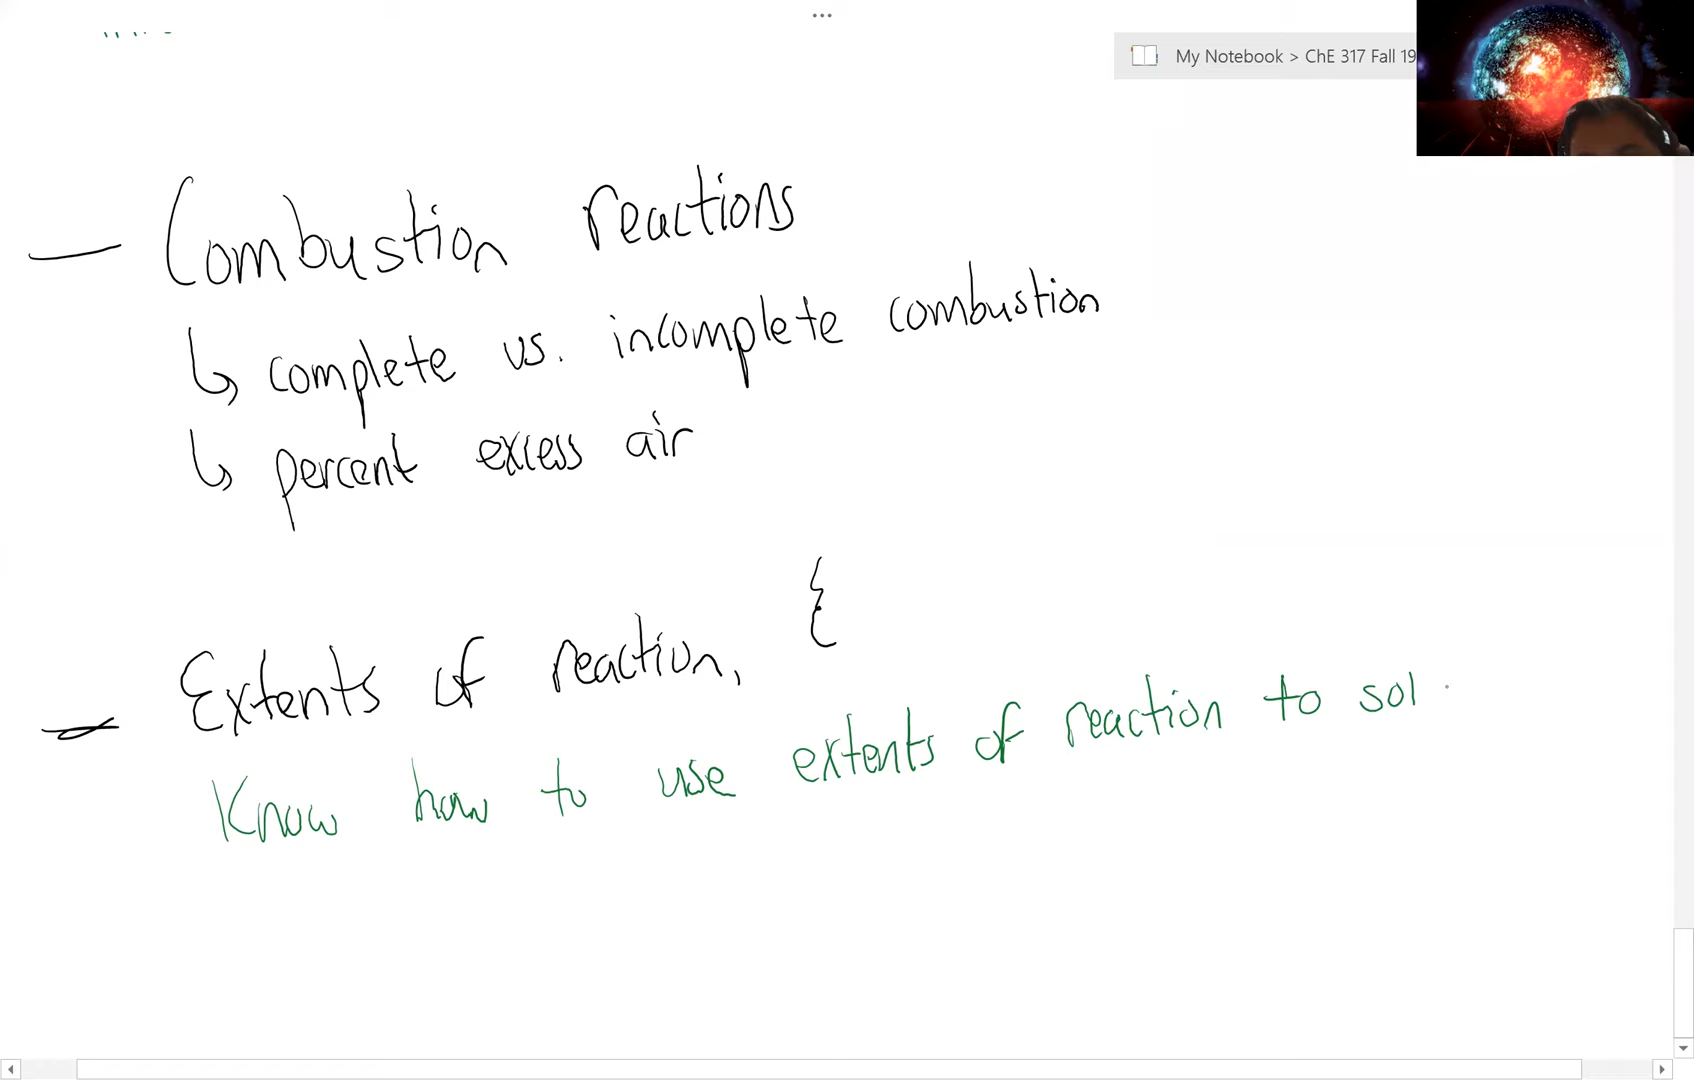 My Notebook > ChE 317 Fall 19
— Combustion reactions
↳ complete vs. incomplete combustion
↳ percent excess air
— Extents of reaction, ξ
Know how to use extents of reaction to sol